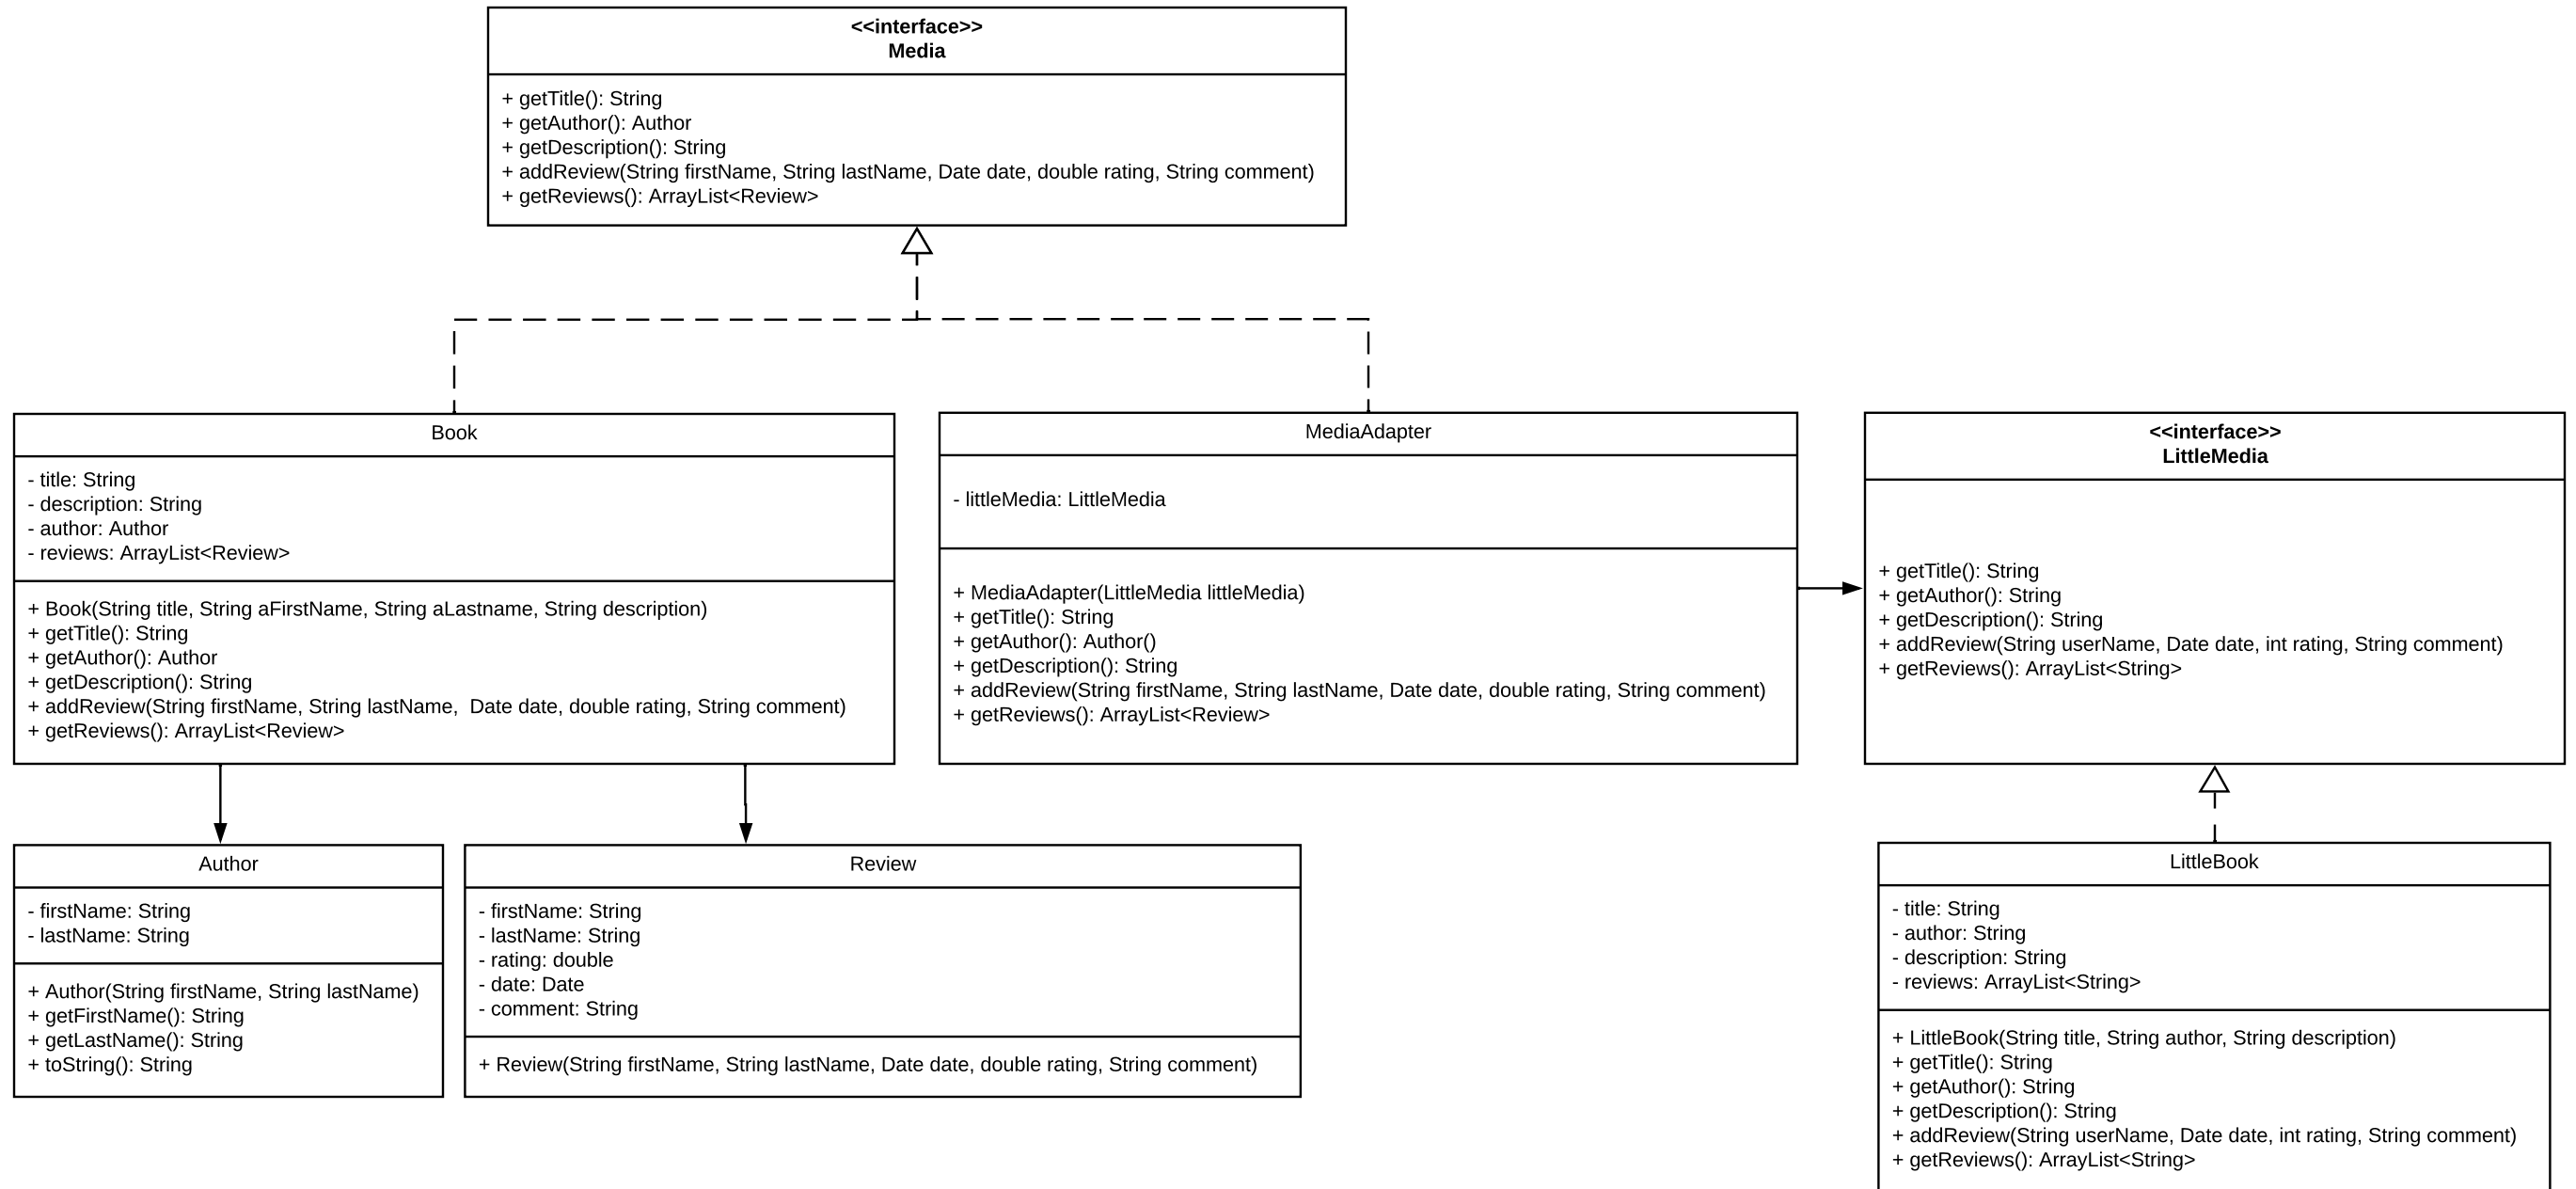 <<interface>>
Media
+ getTitle(): String
+ getAuthor(): Author
+ getDescription(): String
+ addReview(String firstName, String lastName, Date date, double rating, String comment)
+ getReviews(): ArrayList<Review>
Book
- title: String
- description: String
- author: Author
- reviews: ArrayList<Review>
+ Book(String title, String aFirstName, String aLastname, String description)
+ getTitle(): String
+ getAuthor(): Author
+ getDescription(): String
+ addReview(String firstName, String lastName,  Date date, double rating, String comment)
+ getReviews(): ArrayList<Review>
MediaAdapter
- littleMedia: LittleMedia
+ MediaAdapter(LittleMedia littleMedia)
+ getTitle(): String
+ getAuthor(): Author()
+ getDescription(): String
+ addReview(String firstName, String lastName, Date date, double rating, String comment)
+ getReviews(): ArrayList<Review>
<<interface>>
LittleMedia
+ getTitle(): String
+ getAuthor(): String
+ getDescription(): String
+ addReview(String userName, Date date, int rating, String comment)
+ getReviews(): ArrayList<String>
Author
- firstName: String
- lastName: String
+ Author(String firstName, String lastName)
+ getFirstName(): String
+ getLastName(): String
+ toString(): String
Review
- firstName: String
- lastName: String
- rating: double
- date: Date
- comment: String
+ Review(String firstName, String lastName, Date date, double rating, String comment)
LittleBook
- title: String
- author: String
- description: String
- reviews: ArrayList<String>
+ LittleBook(String title, String author, String description)
+ getTitle(): String
+ getAuthor(): String
+ getDescription(): String
+ addReview(String userName, Date date, int rating, String comment)
+ getReviews(): ArrayList<String>